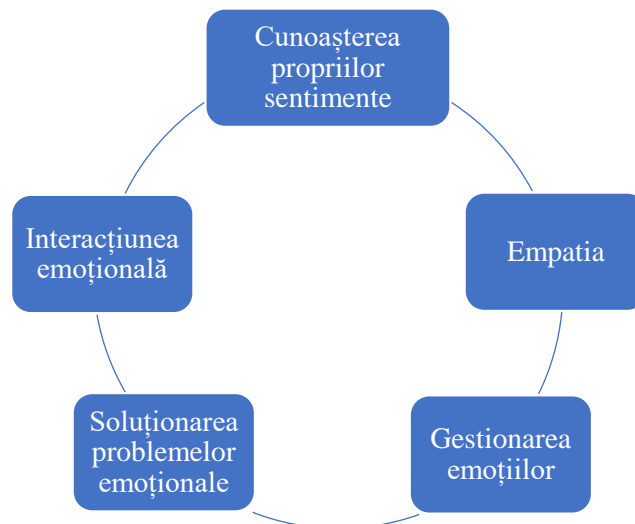 Cunoașterea
propriilor
sentimente
Empatia
Gestionarea
emoțiilor
Soluționarea
problemelor
emoționale
Interacțiunea
emoțională